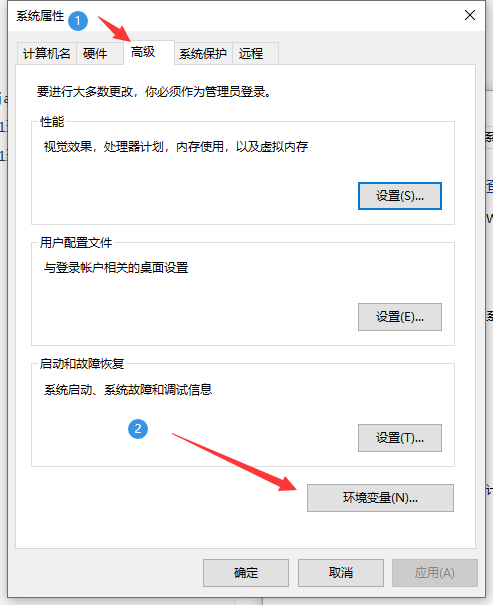 系统属性
1
计算机名 硬件 高级 系统保护 远程
要进行大多数更改，你必须作为管理员登录。
性能
视觉效果，处理器计划，内存使用，以及虚拟内存
设置(S)...
用户配置文件
与登录帐户相关的桌面设置
设置(E)...
启动和故障恢复
系统启动、系统故障和调试信息
2
设置(T)...
环境变量(N)...
确定 取消 应用(A)